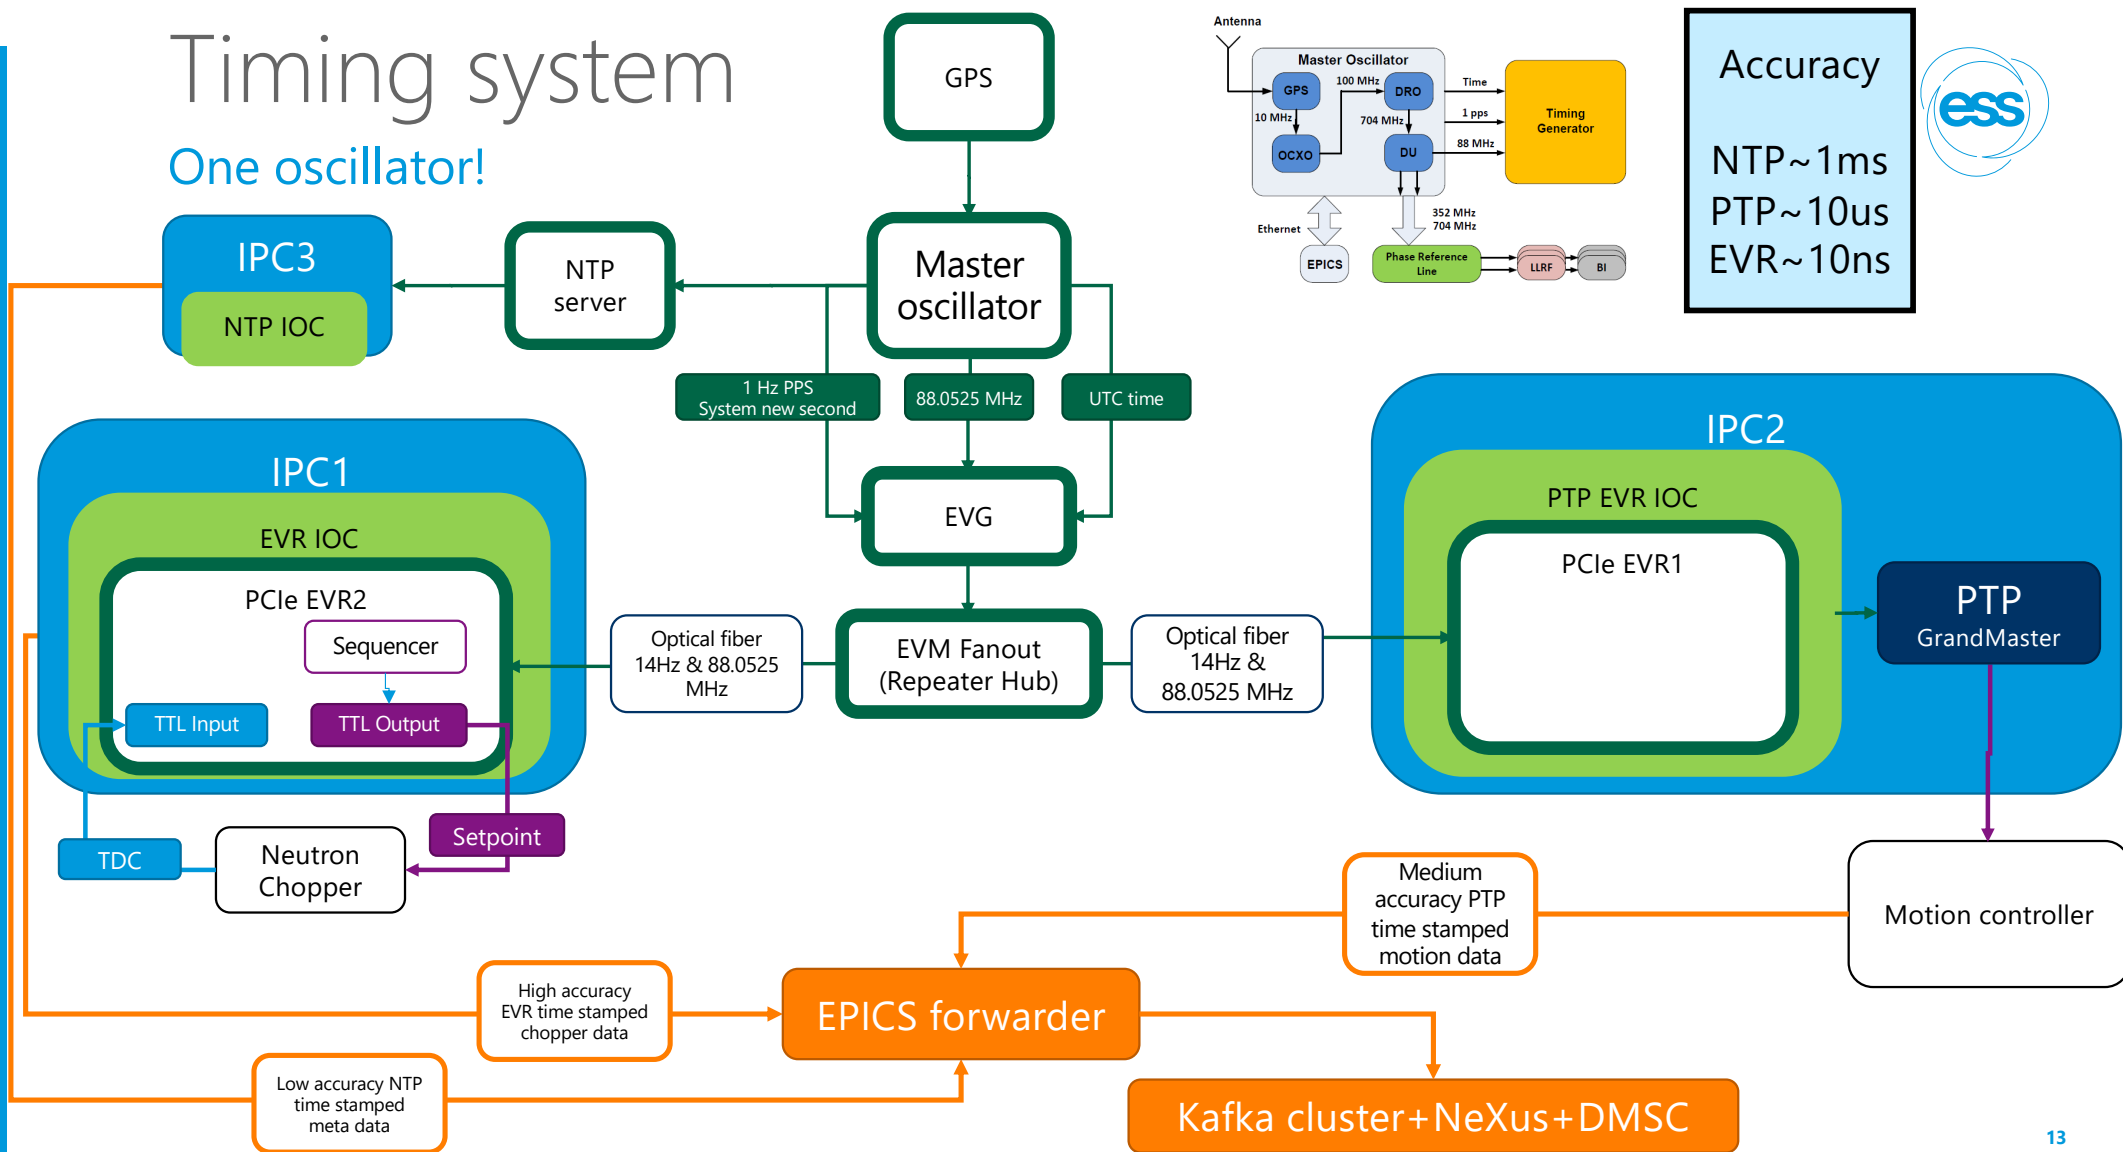 Timing system
One oscillator!
GPS
Antenna
Master Oscillator
GPS
100 MHz
DRO
Time
10 MHz
704 MHz
1 pps
OCXO
DU
88 MHz
Timing
Generator
Ethernet
352 MHz
704 MHz
EPICS
Phase Reference
Line
LLRF
BI
Accuracy
NTP~1ms
PTP~10us
EVR~10ns
ess
IPC3
NTP IOC
NTP
server
Master
oscillator
1 Hz PPS
System new second
88.0525 MHz
UTC time
IPC1
EVR IOC
PCIe EVR2
Sequencer
TTL Input
TTL Output
EVG
Optical fiber
14Hz & 88.0525
MHz
EVM Fanout
(Repeater Hub)
Optical fiber
14Hz &
88.0525 MHz
IPC2
PTP EVR IOC
PCIe EVR1
PTP
GrandMaster
TDC
Neutron
Chopper
Setpoint
Medium
accuracy PTP
time stamped
motion data
Motion controller
High accuracy
EVR time stamped
chopper data
EPICS forwarder
Low accuracy NTP
time stamped
meta data
Kafka cluster+NeXus+DMSC
13